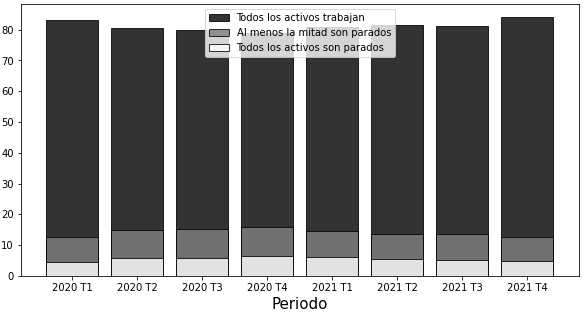 Todos los activos trabajan
Al menos la mitad son parados
Todos los activos son parados
80
70
60
50
40
30
20
10
0
2020 T1 2020 T2 2020 T3 2020 T4 2021 T1 2021 T2 2021 T3 2021 T4
Periodo